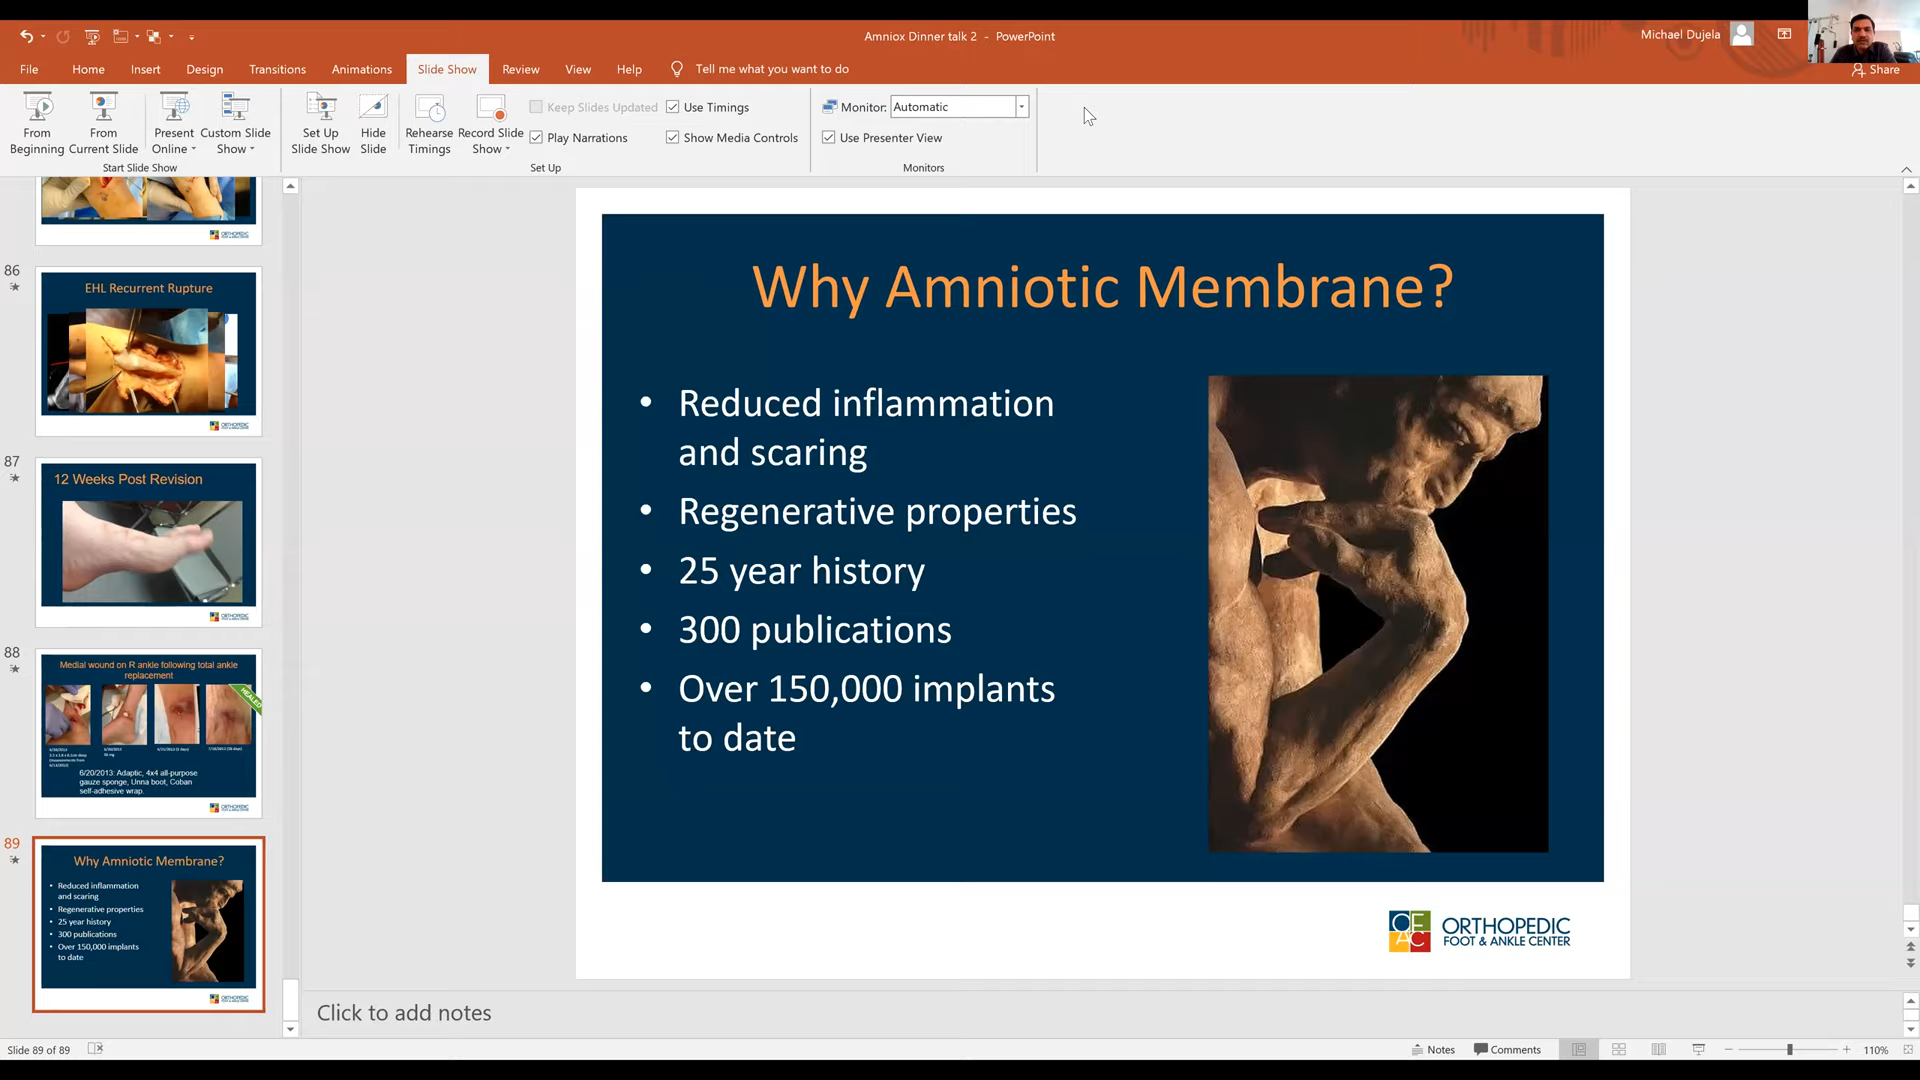 Amniox Dinner talk 2 - PowerPoint
Michael Dujela
File Home Insert Design Transitions Animations Slide Show Review View Help Tell me what you want to do Share
From Beginning
From Current Slide
Present Online
Custom Slide Show
Start Slide Show
Set Up Slide Show
Hide Slide
Rehearse Timings
Record Slide Show
Keep Slides Updated
Play Narrations
Use Timings
Show Media Controls
Set Up
Monitor: Automatic
Use Presenter View
Monitors
86
EHL Recurrent Rupture
87
12 Weeks Post Revision
88
Medial wound on R ankle following total ankle
replacement
HEALED
6/20/2013: Adaptic, 4x4 all-purpose
gauze sponge, Unna boot, Coban
self-adhesive wrap.
89
Why Amniotic Membrane?
• Reduced inflammation
and scaring
• Regenerative properties
• 25 year history
• 300 publications
• Over 150,000 implants
to date
Why Amniotic Membrane?
• Reduced inflammation
and scaring
• Regenerative properties
• 25 year history
• 300 publications
• Over 150,000 implants
to date
OFAC
ORTHOPEDIC
FOOT & ANKLE CENTER
Click to add notes
Slide 89 of 89
Notes Comments 110%